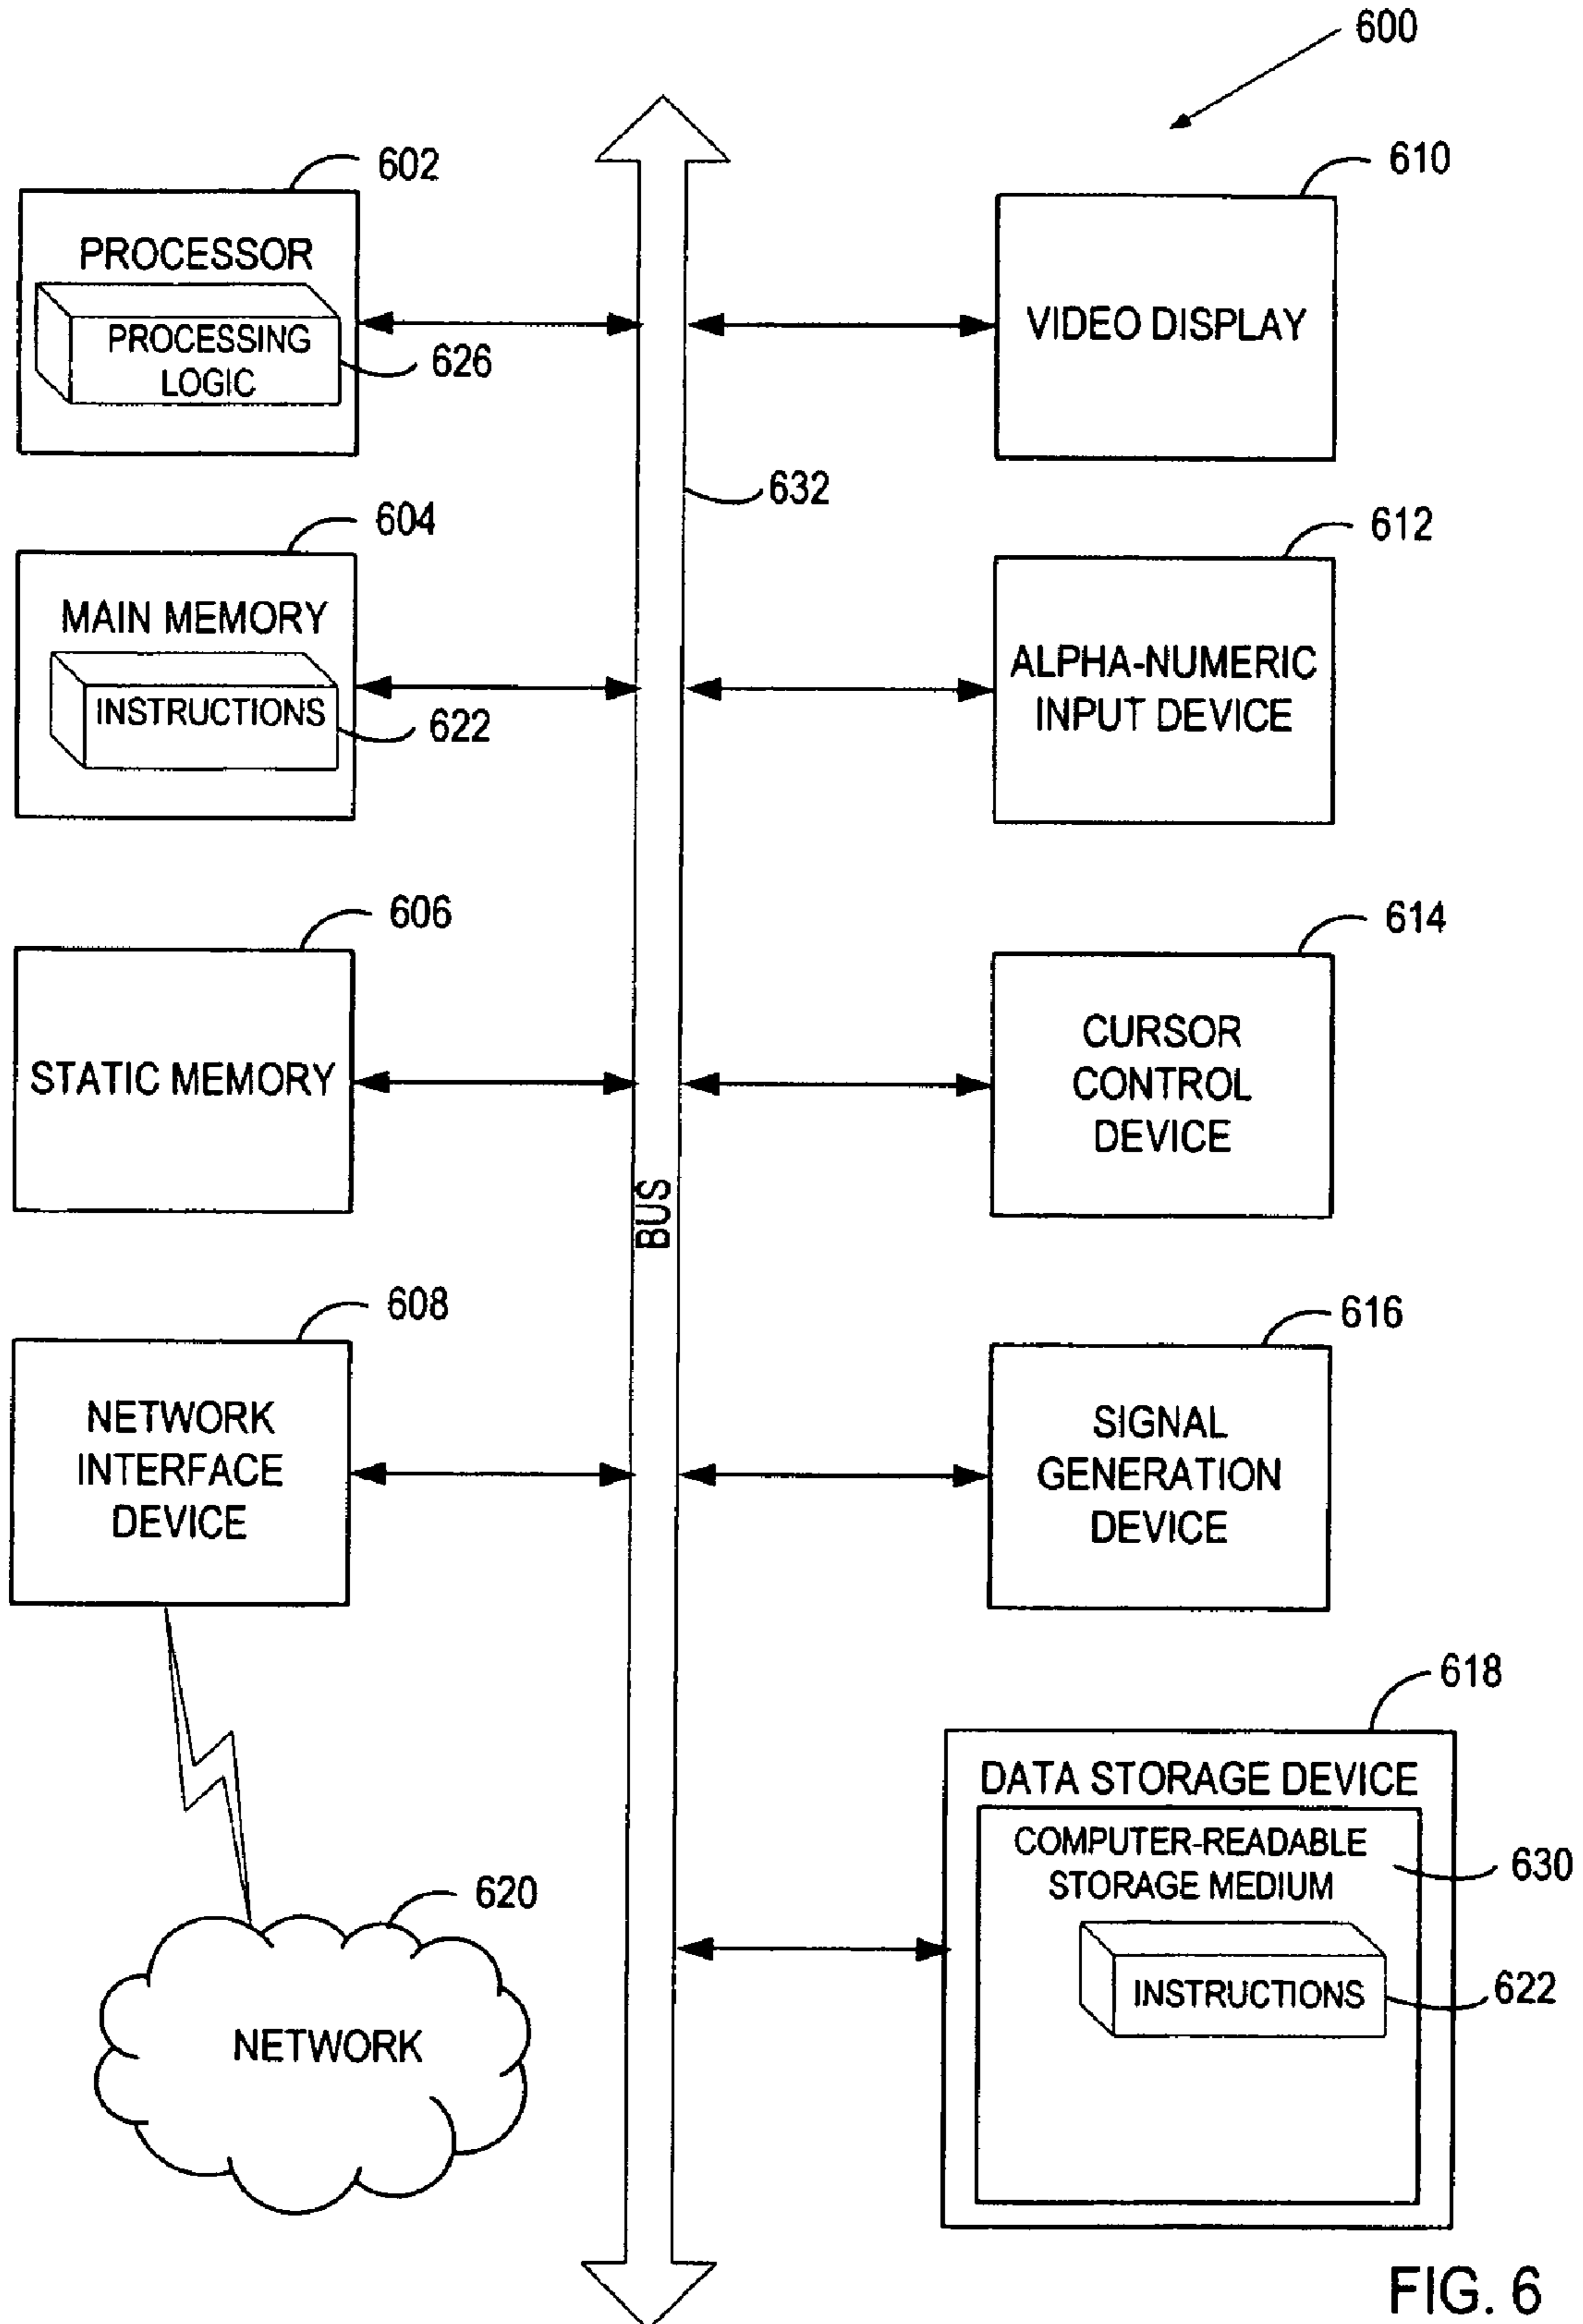 600
602
PROCESSOR
PROCESSING
LOGIC
626
610
VIDEO DISPLAY
632
604
MAIN MEMORY
INSTRUCTIONS
622
612
ALPHA-NUMERIC
INPUT DEVICE
606
STATIC MEMORY
614
CURSOR
CONTROL
DEVICE
BUS
608
NETWORK
INTERFACE
DEVICE
616
SIGNAL
GENERATION
DEVICE
618
DATA STORAGE DEVICE
COMPUTER-READABLE
STORAGE MEDIUM
630
INSTRUCTIONS
622
620
NETWORK
FIG. 6